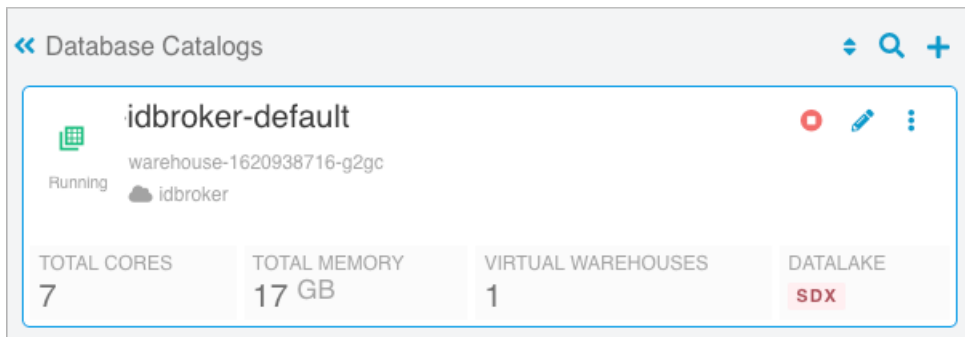 Database Catalogs
idbroker-default
warehouse-1620938716-g2gc
Running
idbroker
TOTAL CORES
7
TOTAL MEMORY
17 GB
VIRTUAL WAREHOUSES
1
DATALAKE
SDX